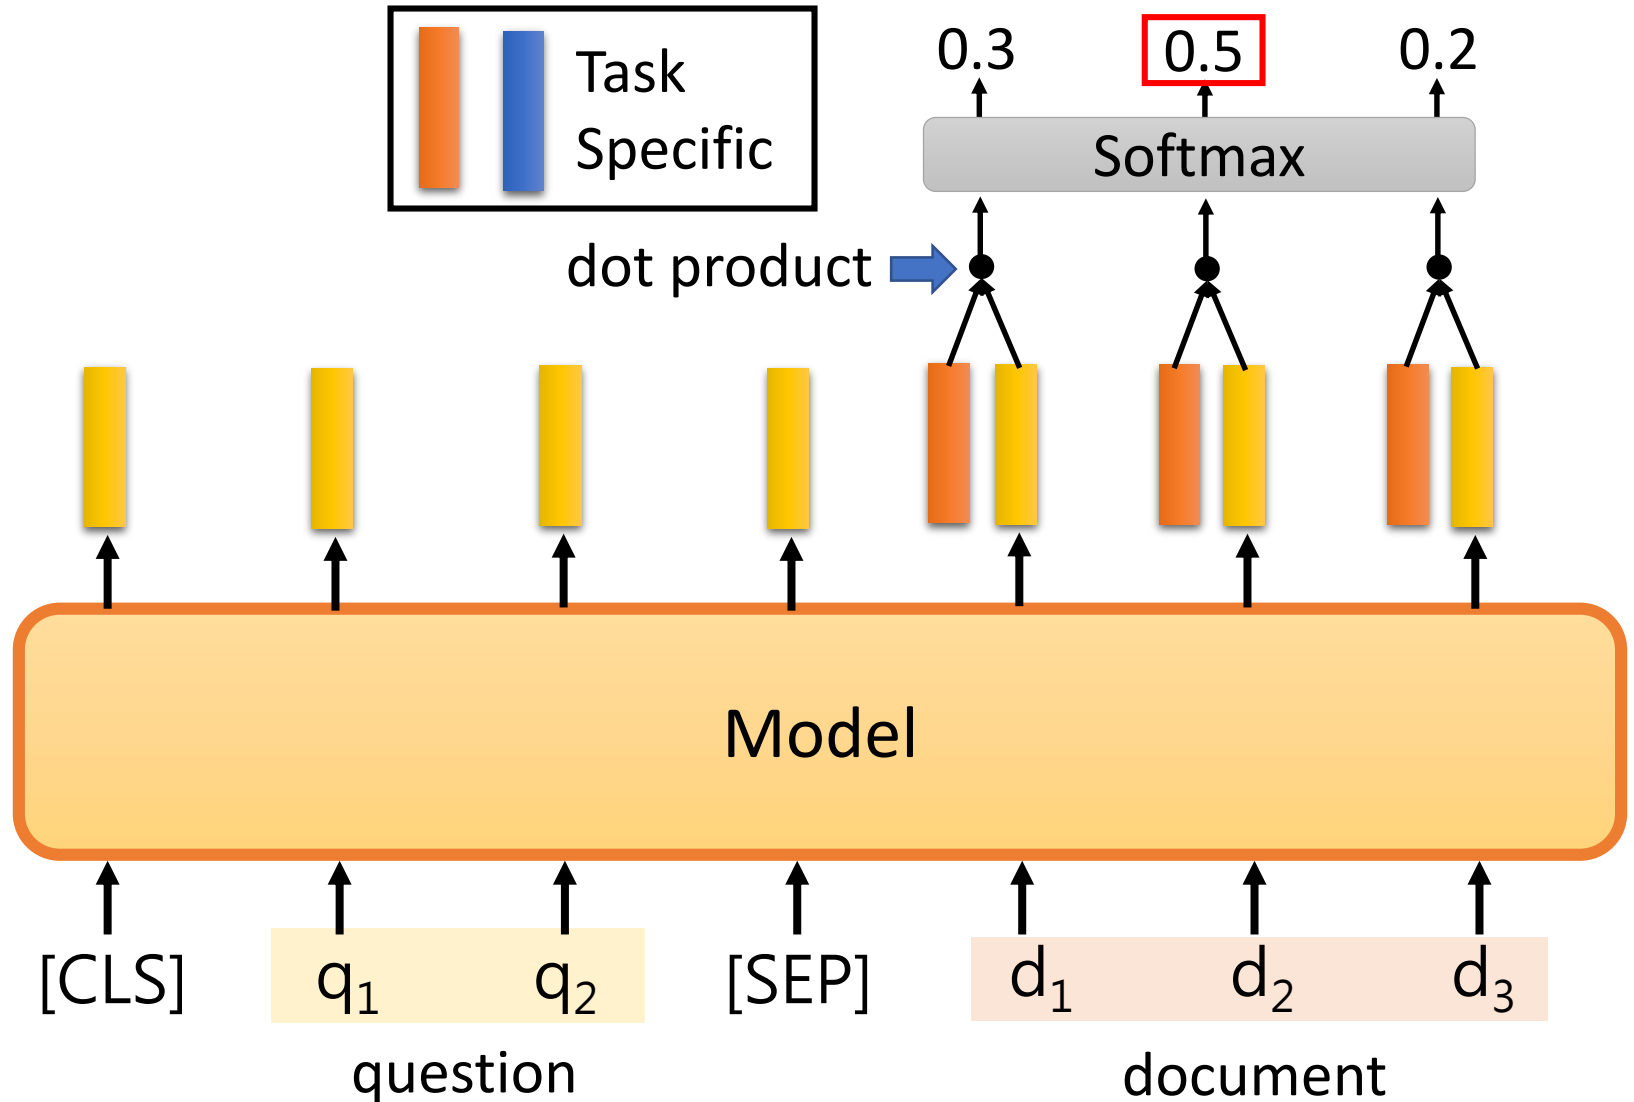 Task
Specific
0.3 0.5 0.2
Softmax
dot product
Model
[CLS] q₁ q₂ [SEP] d₁ d₂ d₃
question document